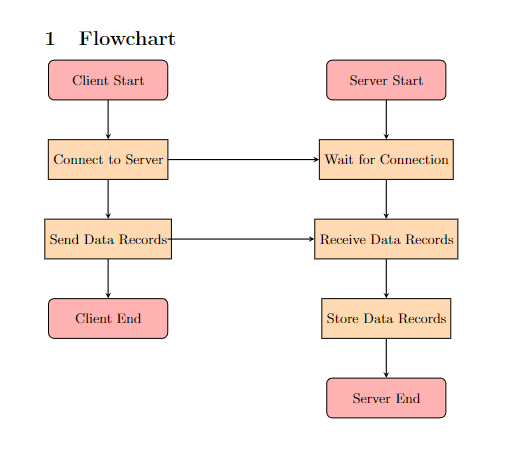 1 Flowchart
Client Start
Server Start
Connect to Server
Wait for Connection
Send Data Records
Receive Data Records
Client End
Store Data Records
Server End